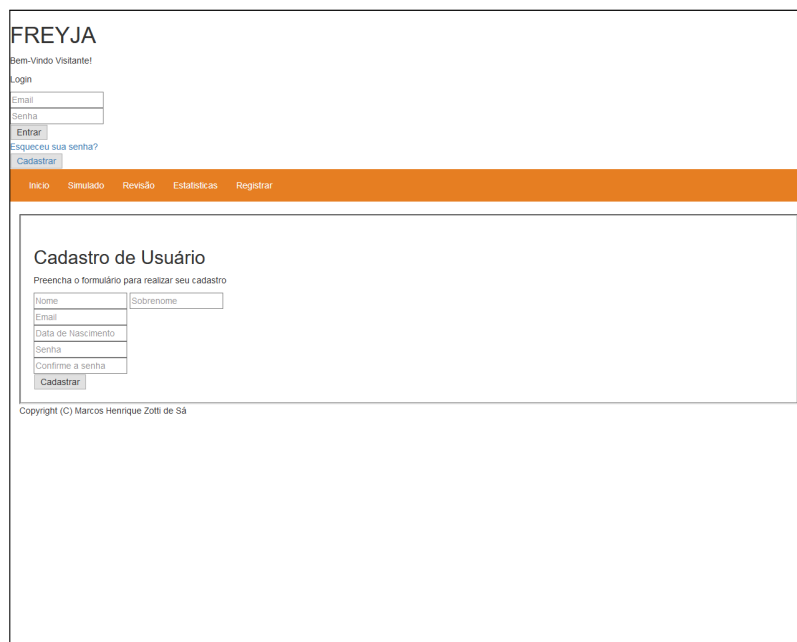 FREYJA
Bem-Vindo Visitante!
Login
Email
Senha
Entrar
Esqueceu sua senha?
Cadastrar
Inicio Simulado Revisão Estatisticas Registrar
Cadastro de Usuário
Preencha o formulário para realizar seu cadastro
Nome Sobrenome
Email
Data de Nascimento
Senha
Confirme a senha
Cadastrar
Copyright (C) Marcos Henrique Zotti de Sá